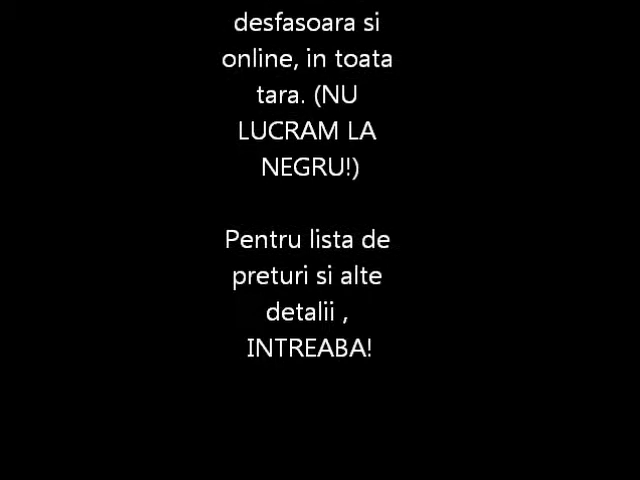 desfasoara si
online, in toata
tara. (NU
LUCRAM LA
NEGRU!)
Pentru lista de
preturi si alte
detalii ,
INTREABA!